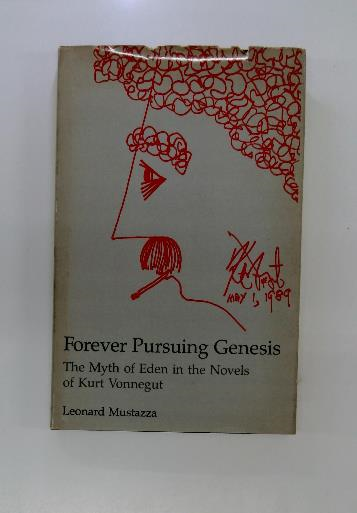 MAY 1, 1989
Forever Pursuing Genesis
The Myth of Eden in the Novels
of Kurt Vonnegut
Leonard Mustazza